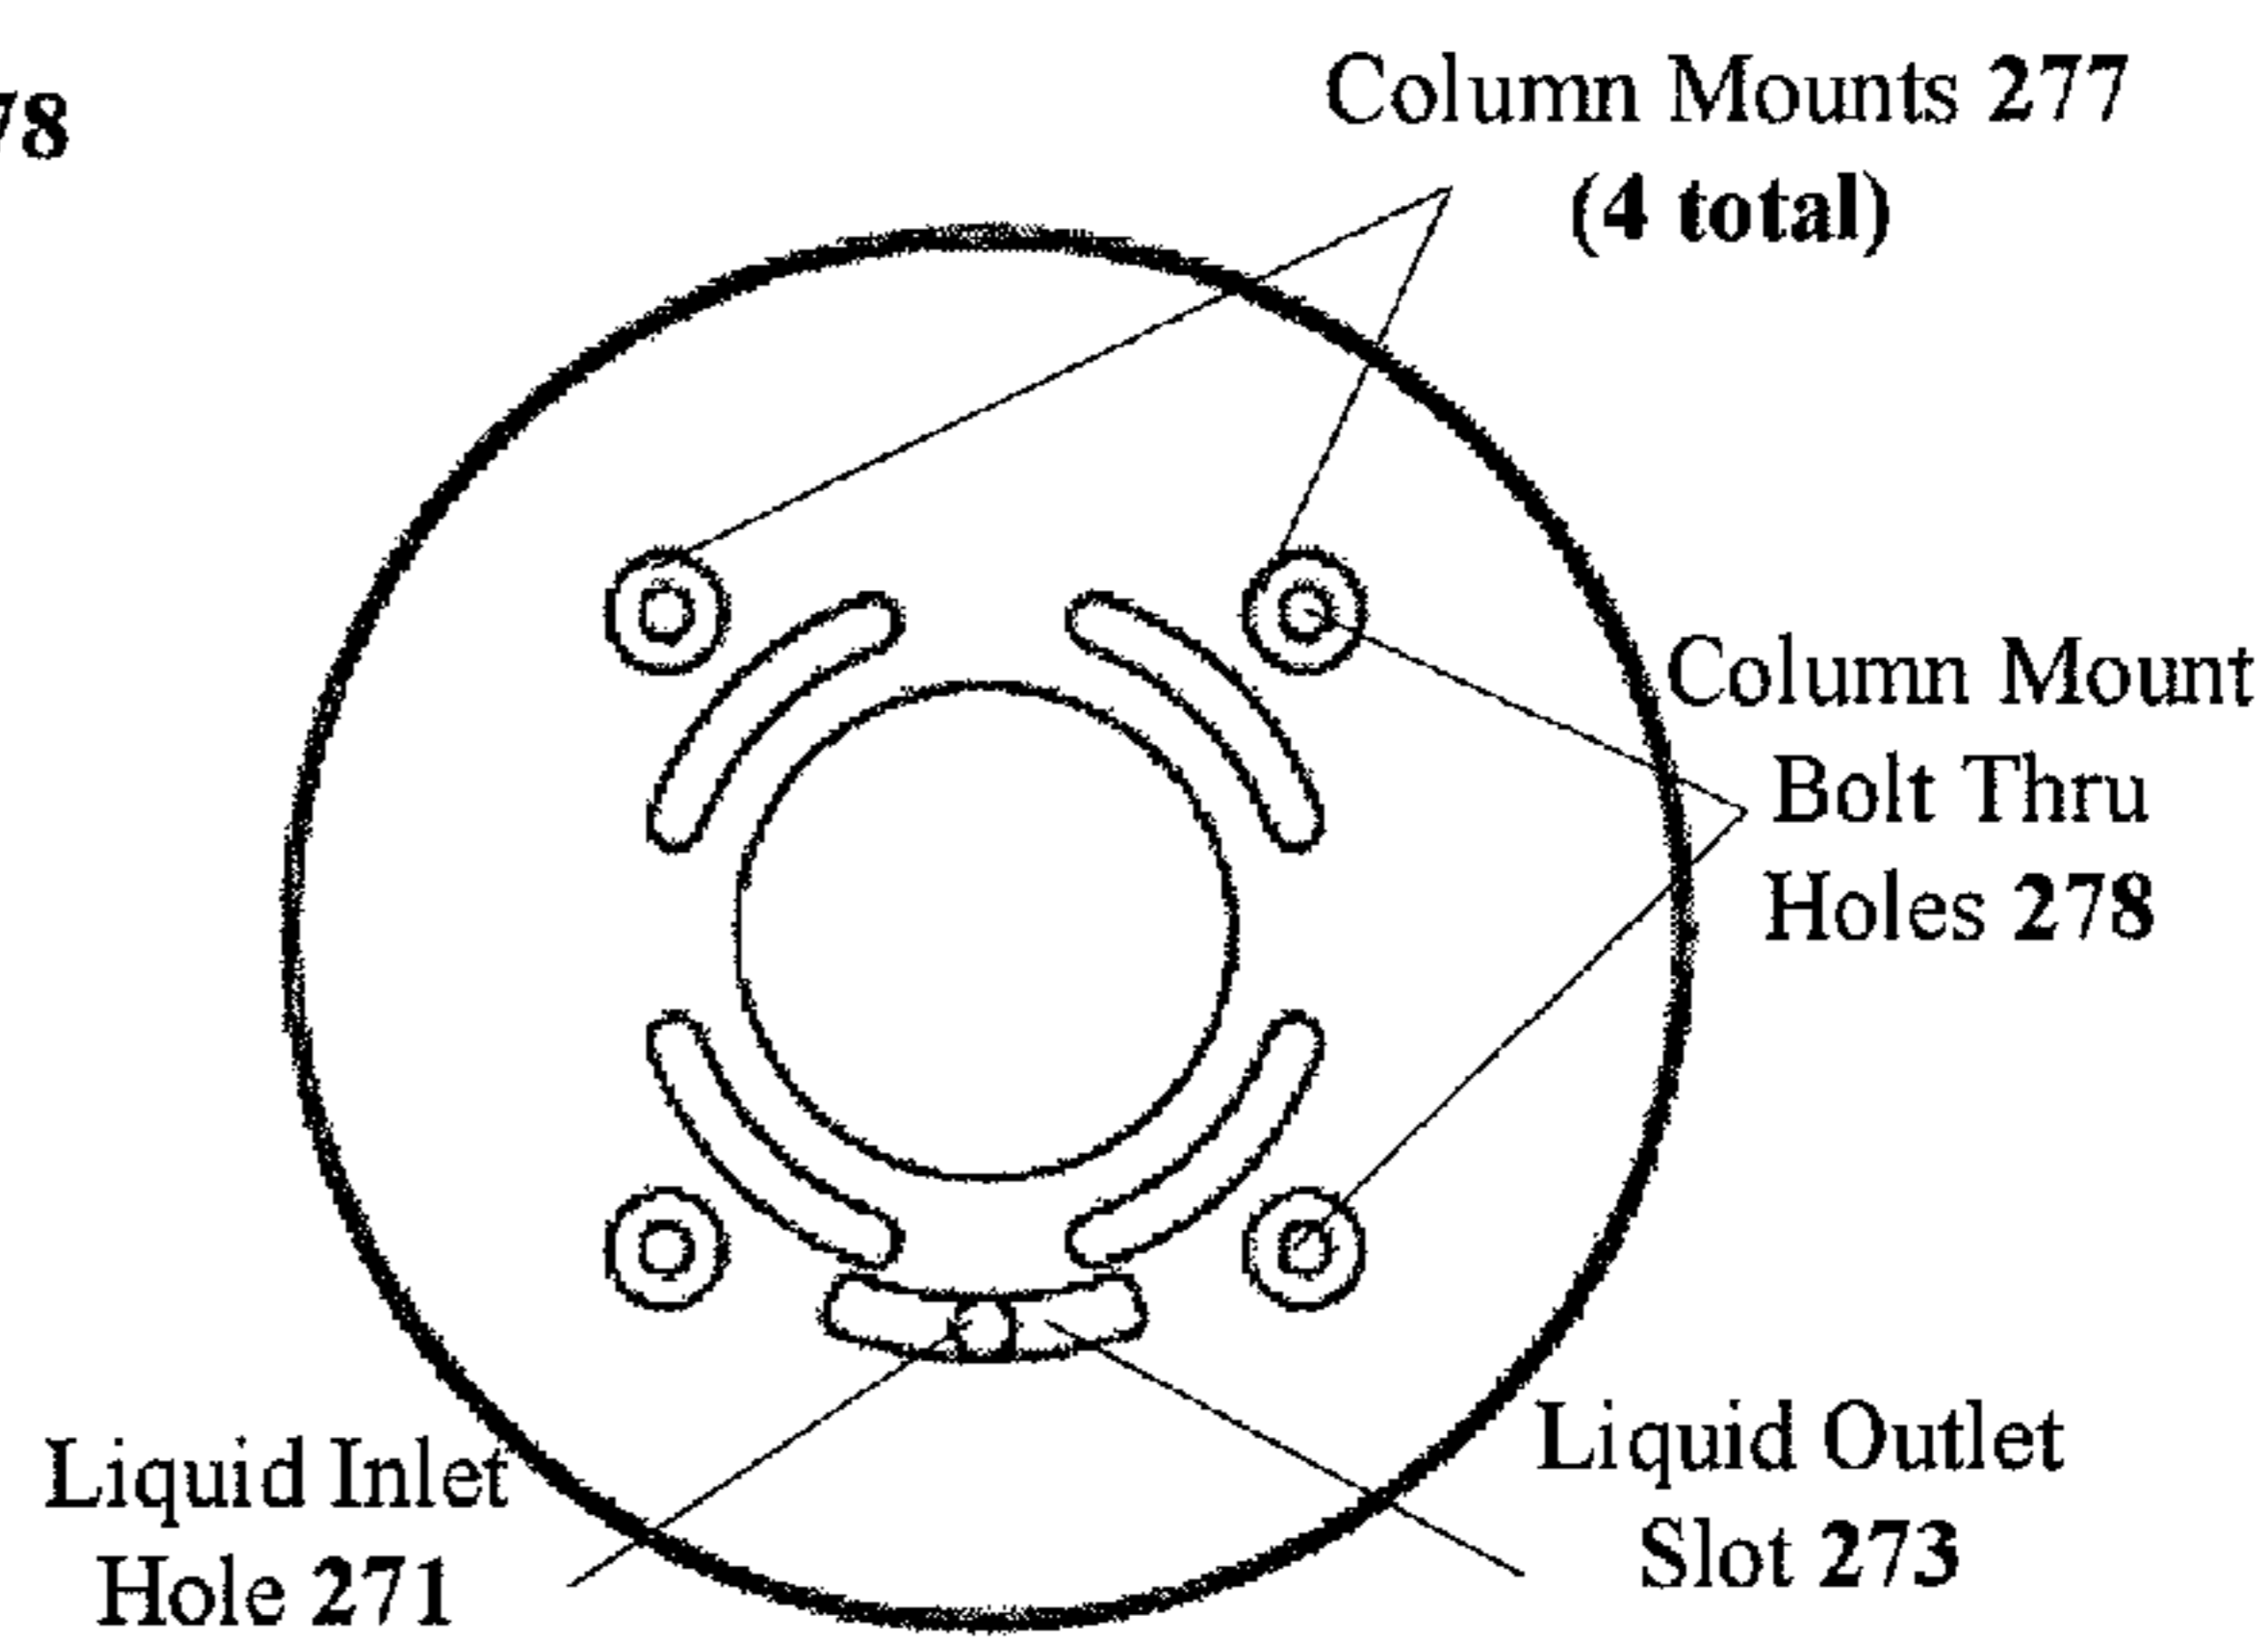 78
Column Mounts 277
(4 total)
Column Mount
Bolt Thru
Holes 278
Liquid Inlet
Hole 271
Liquid Outlet
Slot 273